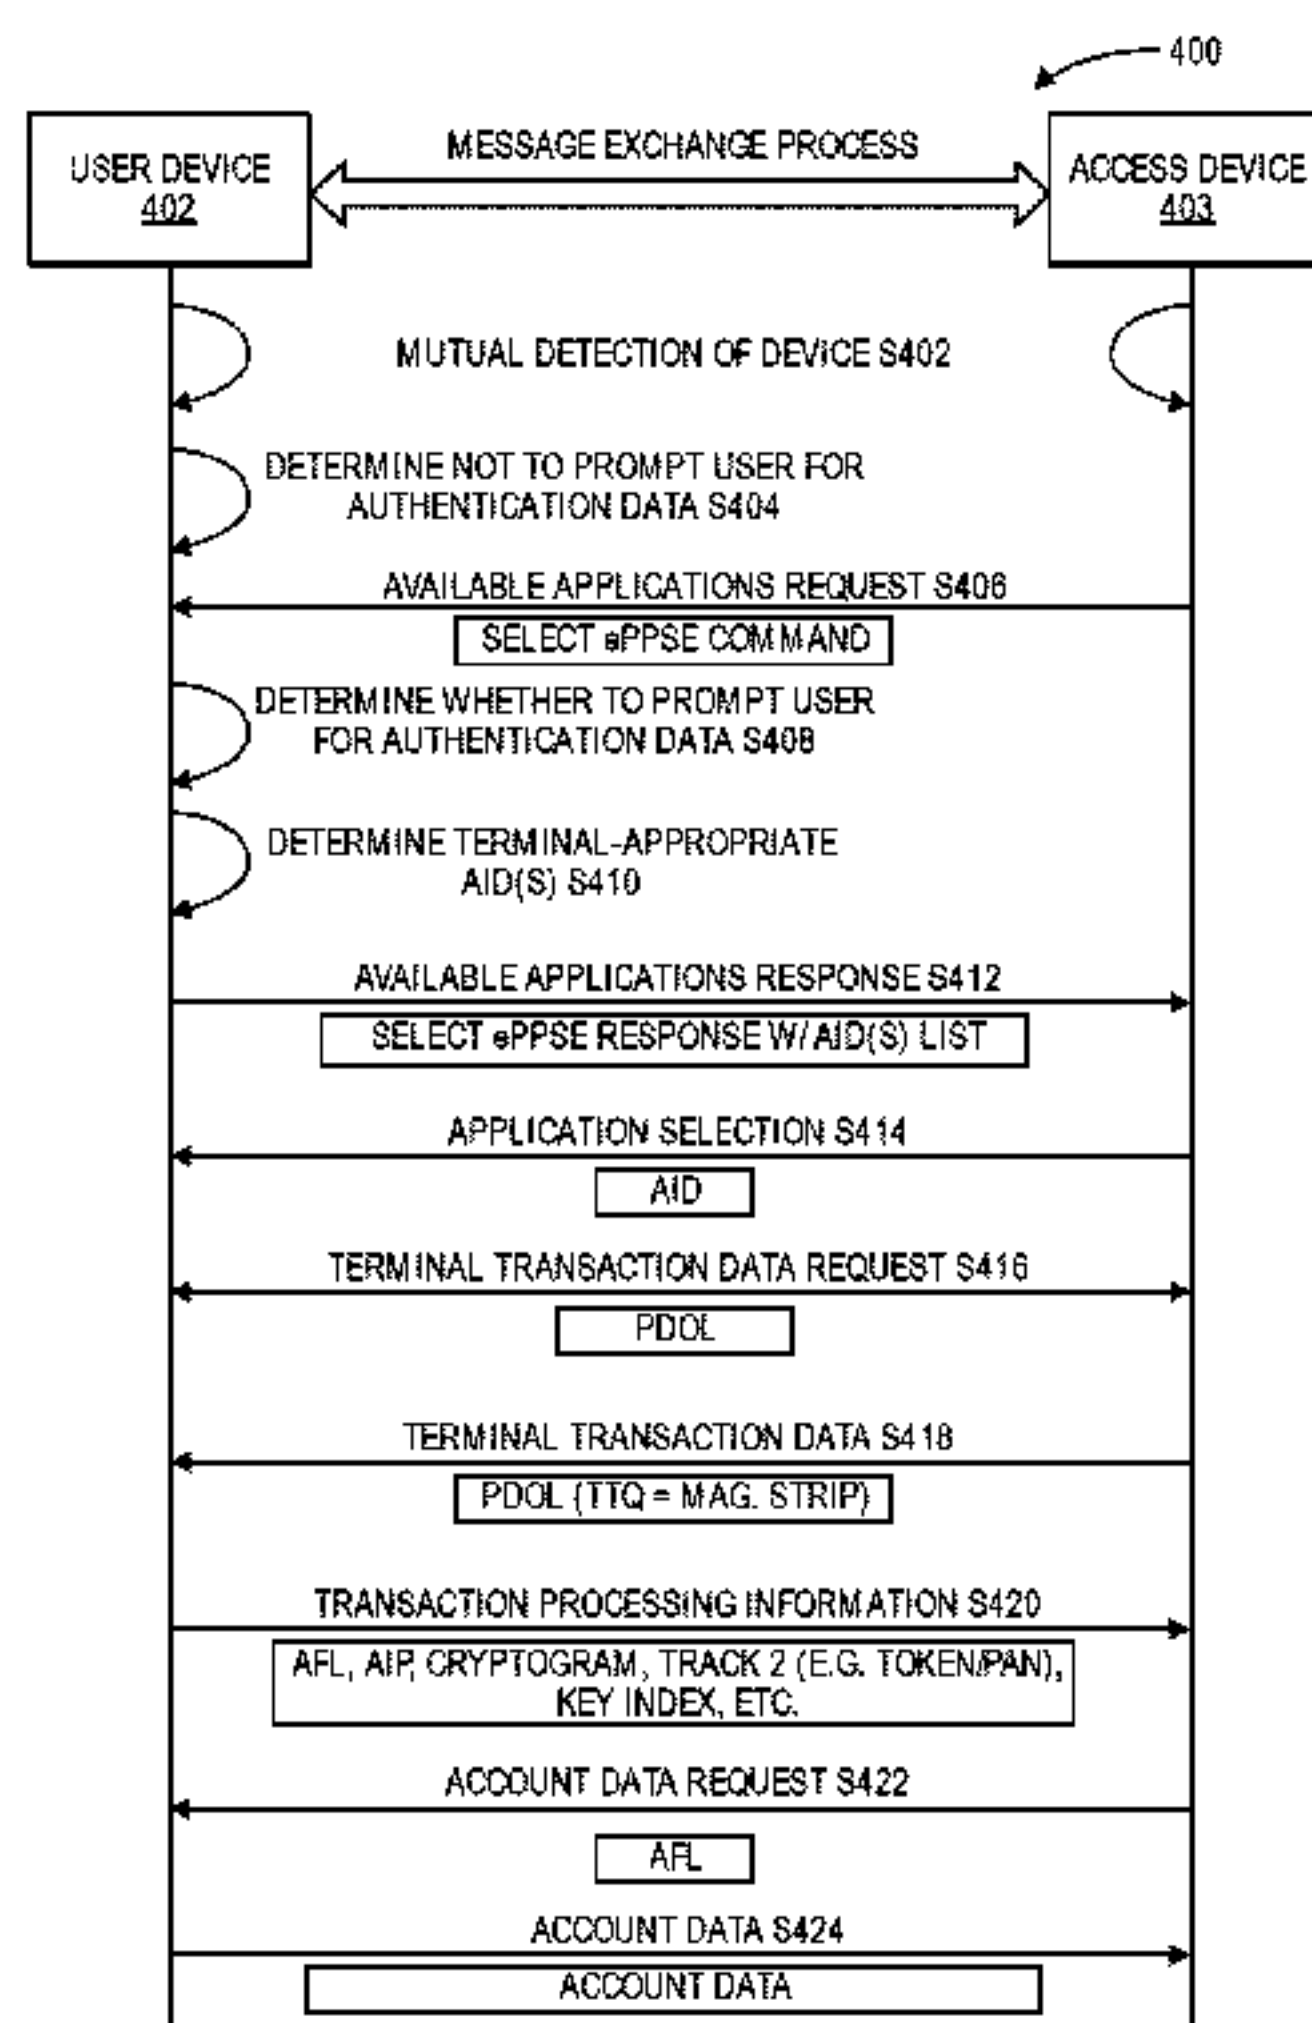 400
USER DEVICE
402
MESSAGE EXCHANGE PROCESS
ACCESS DEVICE
403
MUTUAL DETECTION OF DEVICE S402
DETERMINE NOT TO PROMPT USER FOR
AUTHENTICATION DATA S404
AVAILABLE APPLICATIONS REQUEST S406
SELECT ePPSE COMMAND
DETERMINE WHETHER TO PROMPT USER
FOR AUTHENTICATION DATA S408
DETERMINE TERMINAL-APPROPRIATE
AID(S) S410
AVAILABLE APPLICATIONS RESPONSE S412
SELECT ePPSE RESPONSE W/ AID(S) LIST
APPLICATION SELECTION S414
AID
TERMINAL TRANSACTION DATA REQUEST S416
PDOL
TERMINAL TRANSACTION DATA S418
PDOL (TTQ = MAG. STRIP)
TRANSACTION PROCESSING INFORMATION S420
AFL, AIP, CRYPTOGRAM, TRACK 2 (E.G. TOKEN/PAN),
KEY INDEX, ETC.
ACCOUNT DATA REQUEST S422
AFL
ACCOUNT DATA S424
ACCOUNT DATA